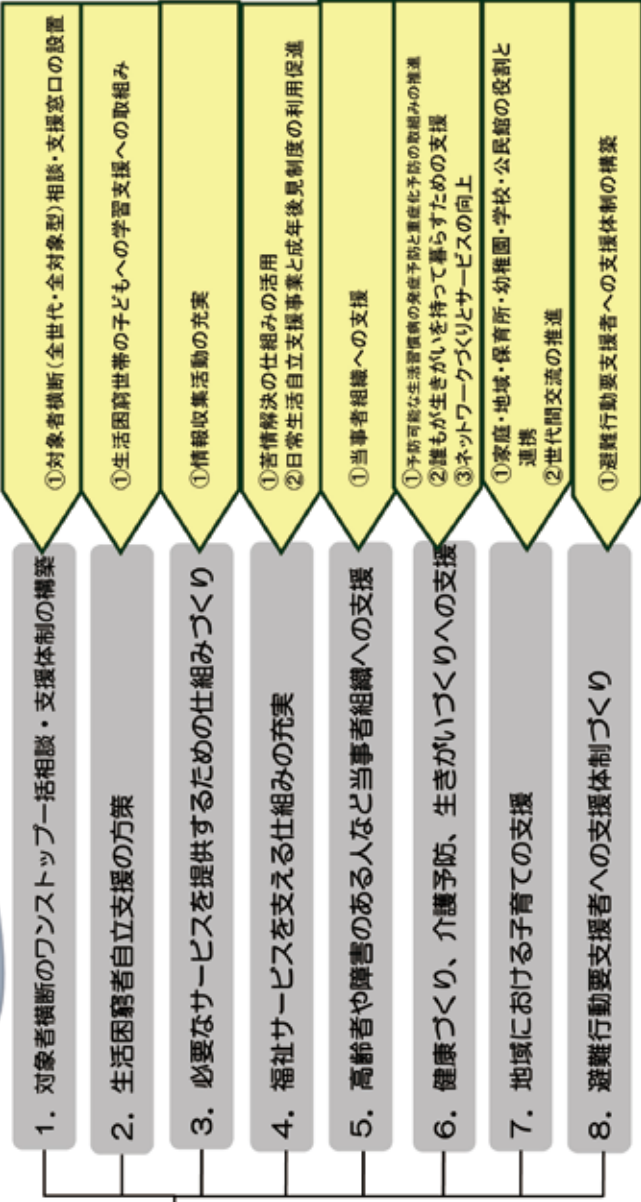 1. 対象者横断のワンストップ一括相談・支援体制の構築
①対象者横断(全世代・全対象型)相談・支援窓口の設置
2. 生活困窮者自立支援の方策
①生活困窮世帯の子どもへの学習支援への取組み
3. 必要なサービスを提供するための仕組みづくり
①情報収集活動の充実
4. 福祉サービスを支える仕組みの充実
①苦情解決の仕組みの活用
②日常生活自立支援事業と成年後見制度の利用促進
5. 高齢者や障害のある人など当事者組織への支援
①当事者組織への支援
6. 健康づくり、介護予防、生きがいづくりへの支援
①予防可能な生活習慣病の発症予防と重症化予防の取組みの推進
②誰もが生きがいを持って暮らすための支援
③ネットワークづくりとサービスの向上
7. 地域における子育ての支援
①家庭・地域・保育所・幼稚園・学校・公民館の役割と
連携
②世代間交流の推進
8. 避難行動要支援者への支援体制づくり
①避難行動要支援者への支援体制の構築